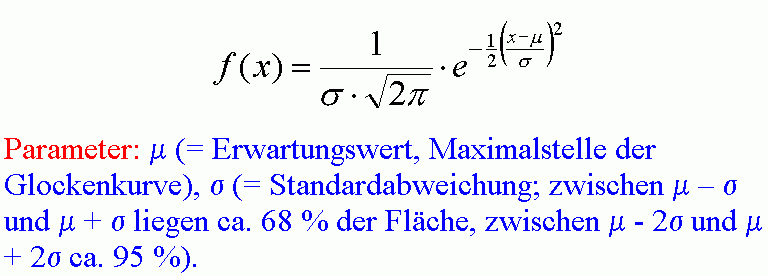 f(x) = 1 / (σ · √2π) · e^(-1/2((x-μ)/σ)^2)
Parameter: μ (= Erwartungswert, Maximalstelle der
Glockenkurve), σ (= Standardabweichung; zwischen μ – σ
und μ + σ liegen ca. 68 % der Fläche, zwischen μ - 2σ und μ
+ 2σ ca. 95 %).